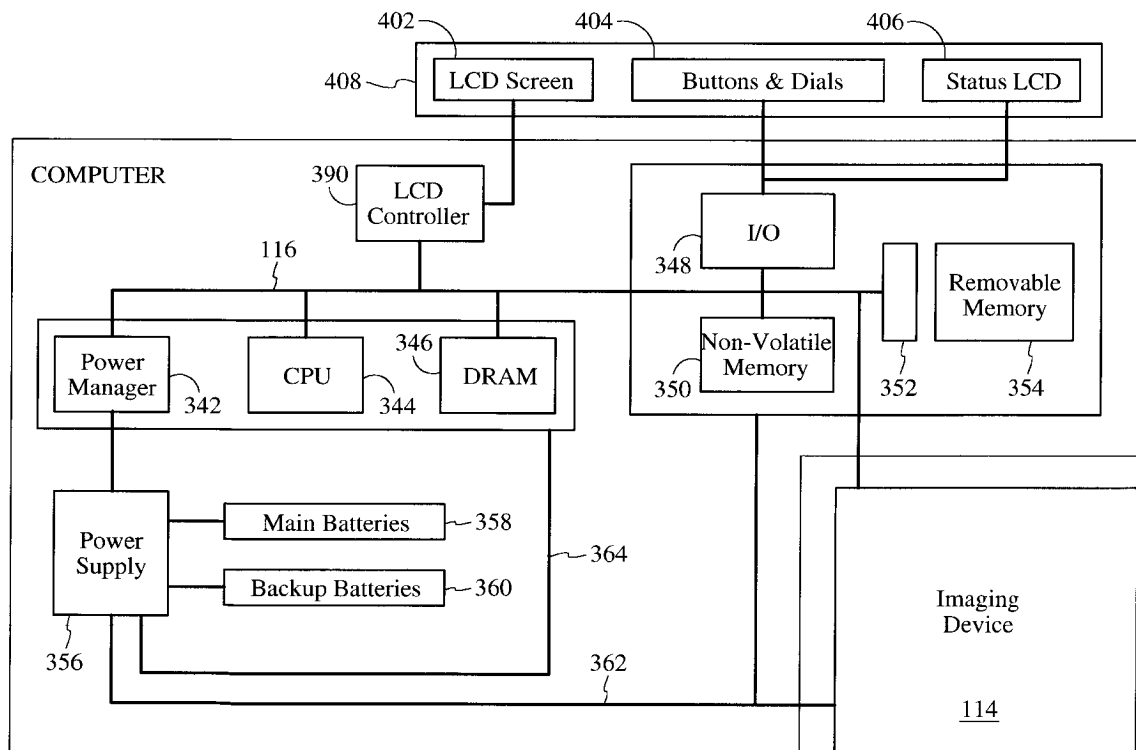 402
404
406
408
LCD Screen
Buttons & Dials
Status LCD
COMPUTER
390
LCD
Controller
I/O
348
116
Removable
Memory
346
Power
Manager
CPU
DRAM
Non-Volatile
Memory
342
344
350
352
354
Main Batteries
358
Power
Supply
364
Backup Batteries
360
Imaging
Device
356
362
114